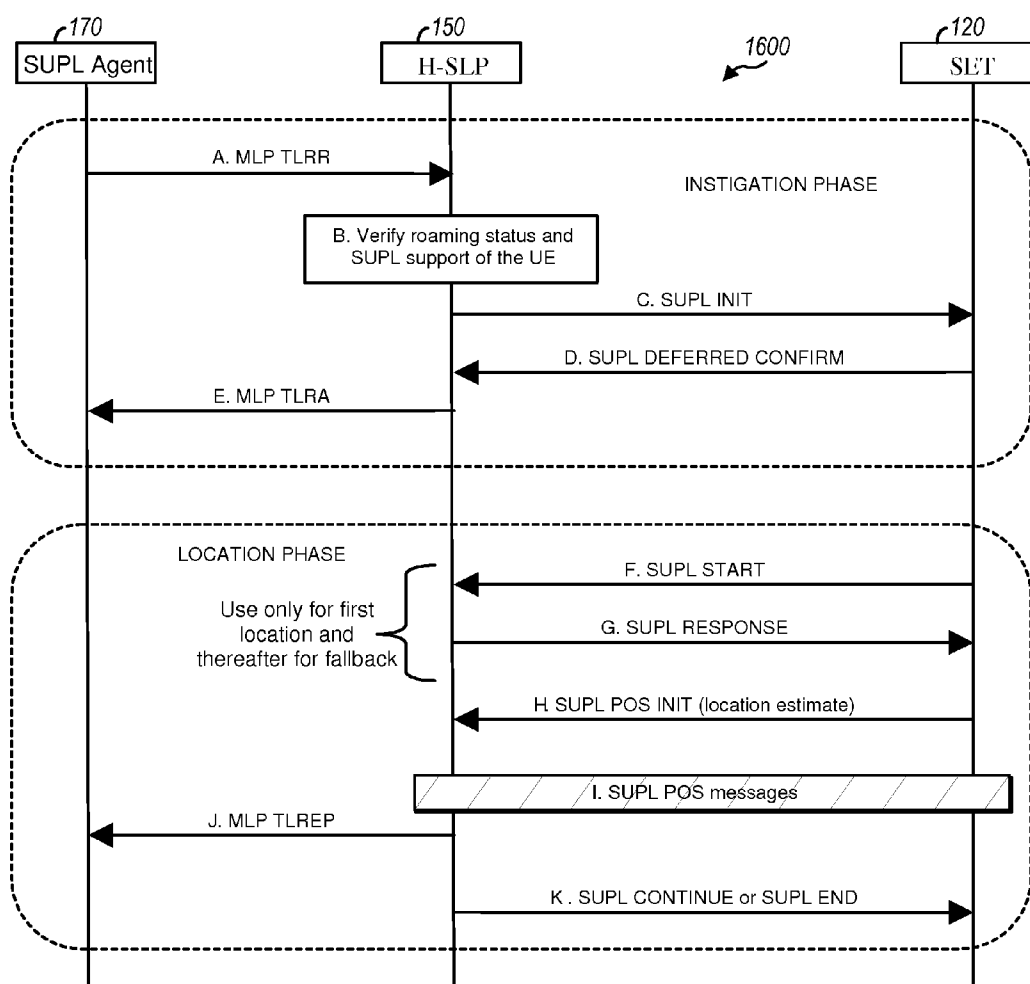 170
150
120
1600
SUPL Agent
H-SLP
SET
A. MLP TLRR
INSTIGATION PHASE
B. Verify roaming status and
SUPL support of the UE
C. SUPL INIT
D. SUPL DEFERRED CONFIRM
E. MLP TLRA
LOCATION PHASE
F. SUPL START
Use only for first
location and
thereafter for fallback
G. SUPL RESPONSE
H. SUPL POS INIT (location estimate)
I. SUPL POS messages
J. MLP TLREP
K . SUPL CONTINUE or SUPL END